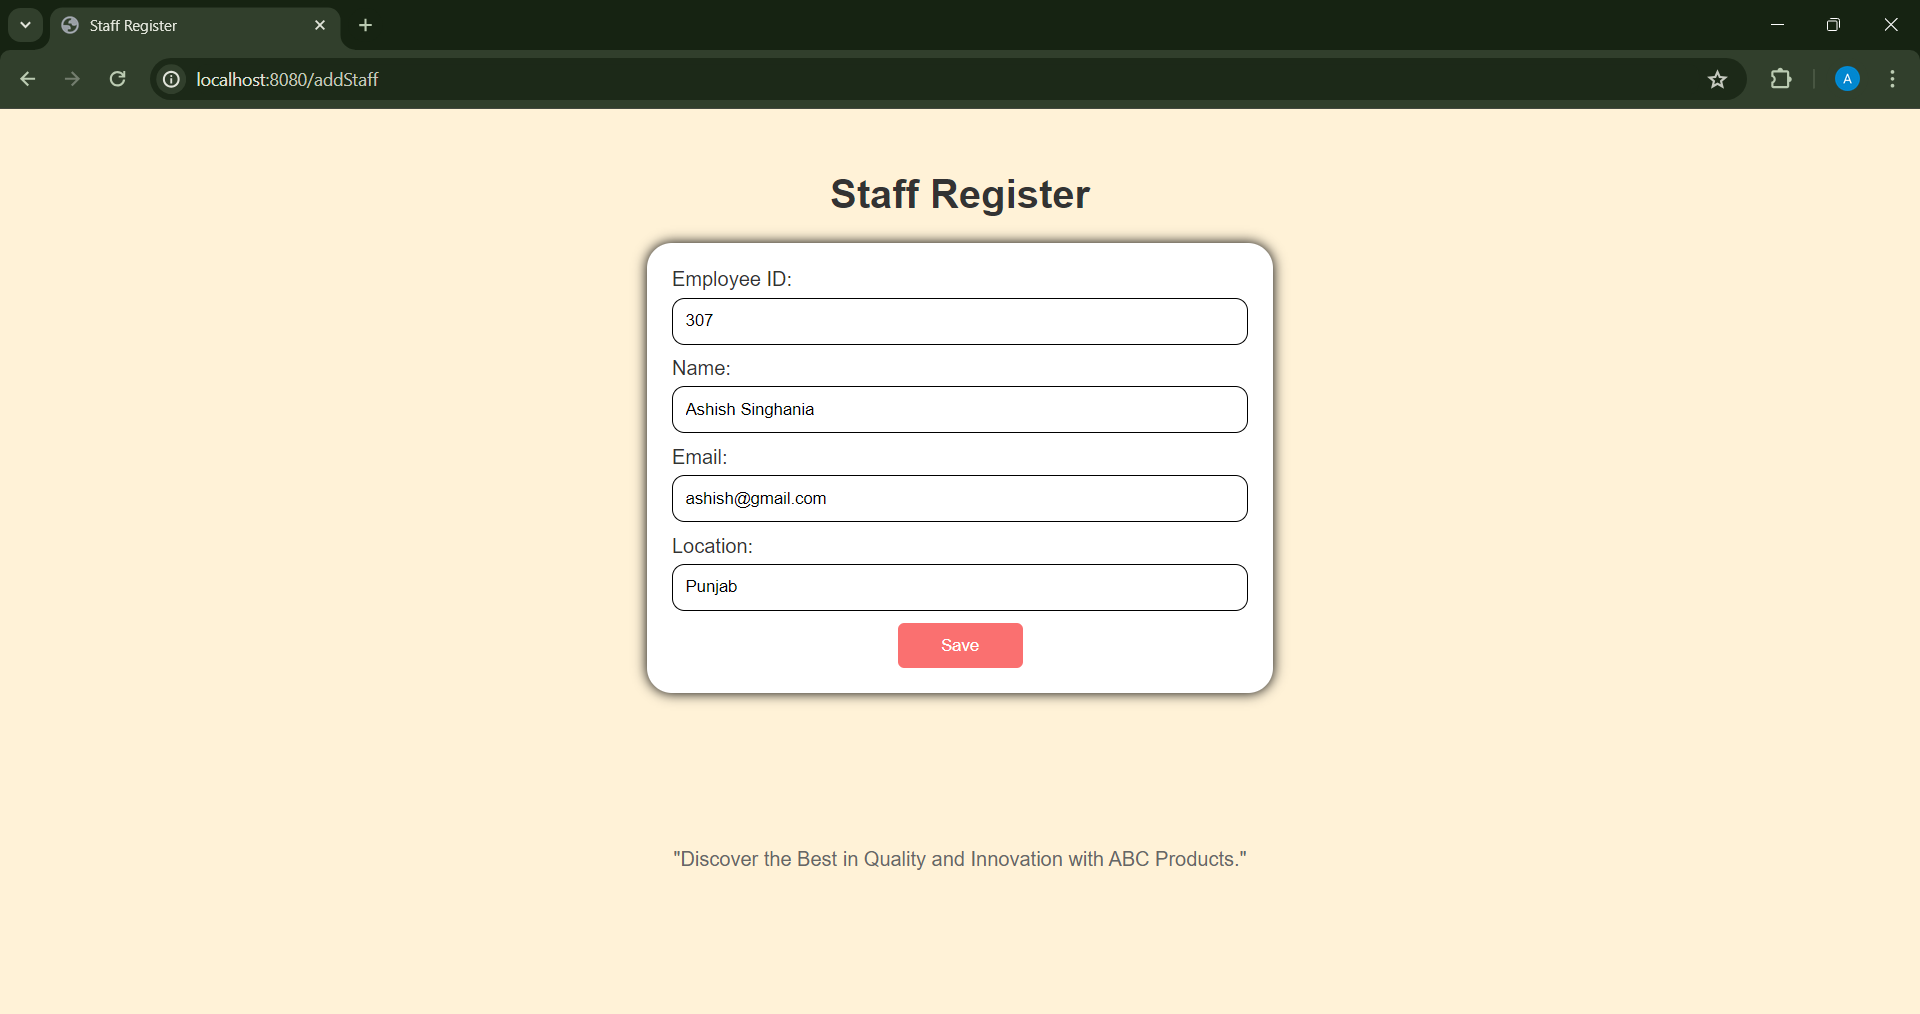 Staff Register
localhost:8080/addStaff
A
Staff Register
Employee ID:
307
Name:
Ashish Singhania
Email:
ashish@gmail.com
Location:
Punjab
Save
"Discover the Best in Quality and Innovation with ABC Products."